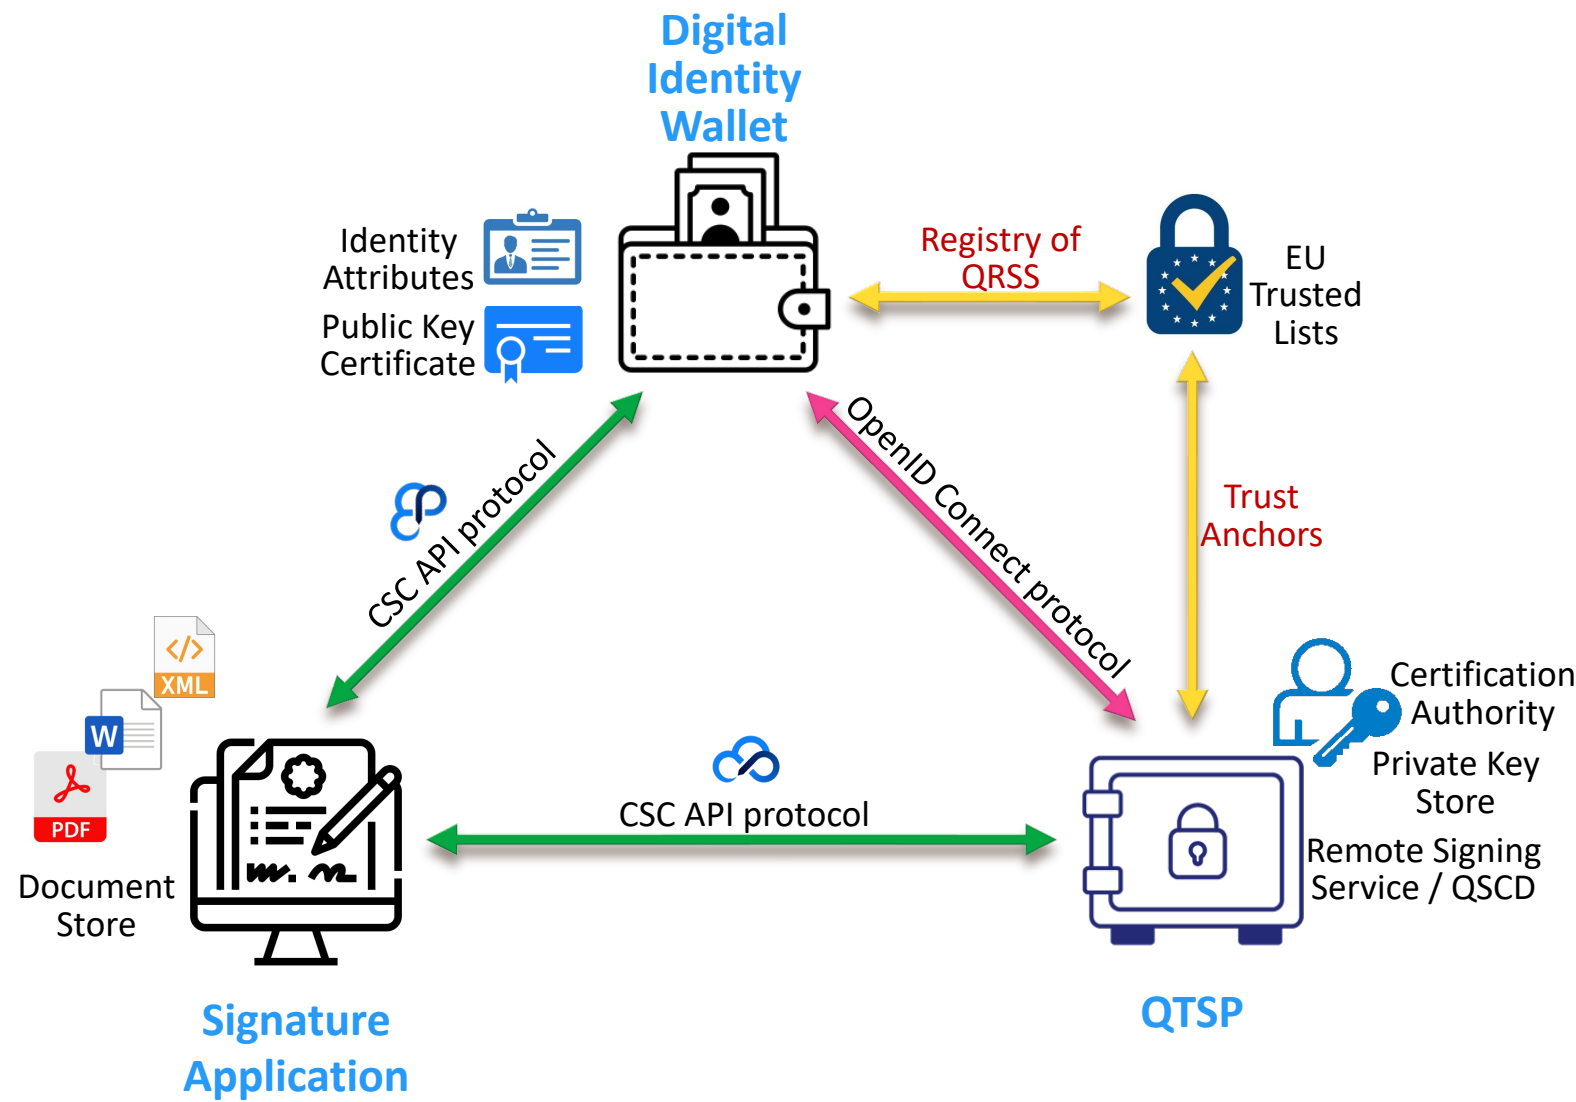 Digital
Identity
Wallet
Identity
Attributes
Public Key
Certificate
Registry of
QRSS
EU
Trusted
Lists
CSC API protocol
OpenID Connect protocol
Trust
Anchors
</>
XML
W
PDF
Document
Store
CSC API protocol
Certification
Authority
Private Key
Store
Remote Signing
Service / QSCD
Signature
Application
QTSP